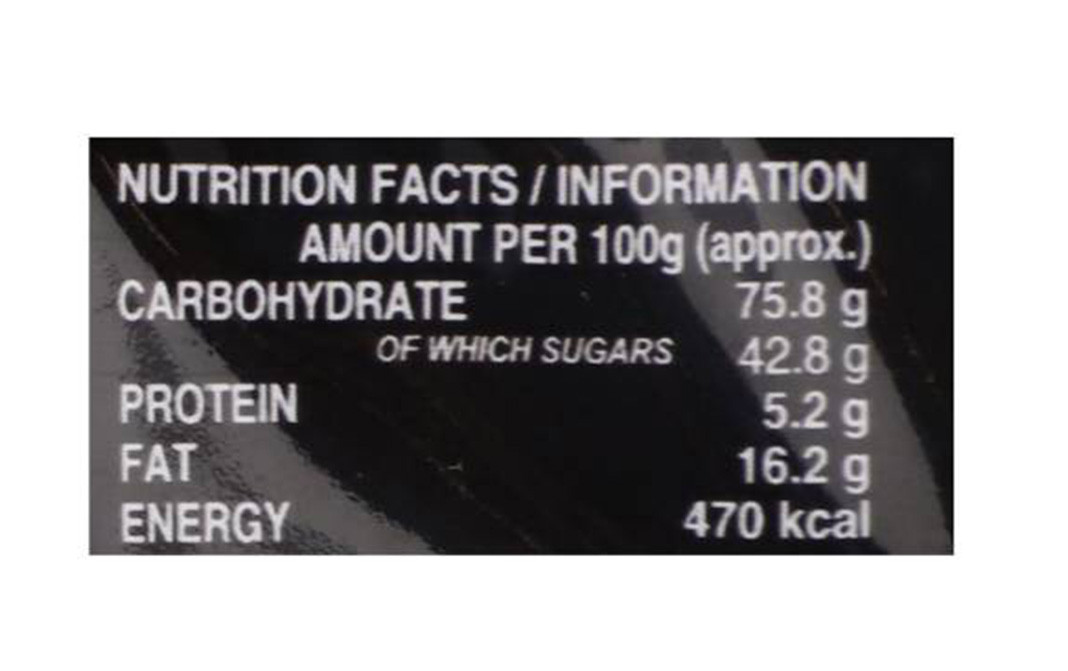 NUTRITION FACTS / INFORMATION
AMOUNT PER 100g (approx.)
CARBOHYDRATE 75.8 g
OF WHICH SUGARS 42.8 g
PROTEIN 5.2 g
FAT 16.2 g
ENERGY 470 kcal